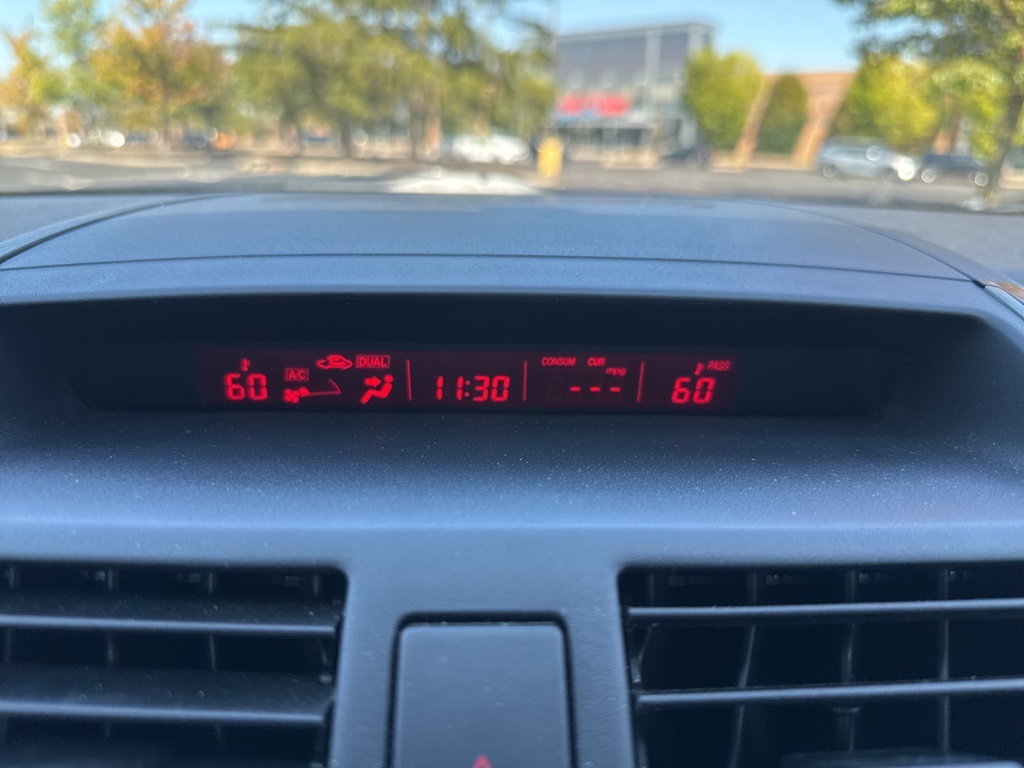 60 A/C DUAL
11:30
CONSUM CUR mpg
---
PASS
60